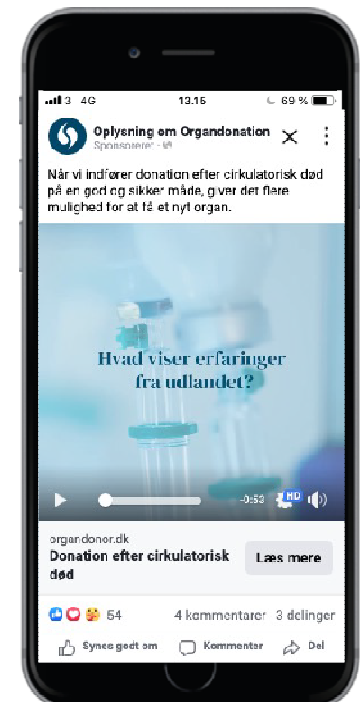 3 4G 13.15 69 %
Oplysning om Organdonation
Sponsoreret
Når vi indfører donation efter cirkulatorisk død
på en god og sikker måde, giver det flere
mulighed for at få et nyt organ.
Hvad viser erfaringer
fra udlandet?
-0:53 HD
organdonor.dk
Donation efter cirkulatorisk
død
Læs mere
54 4 kommentarer 3 delinger
Synes godt om Kommentar Del